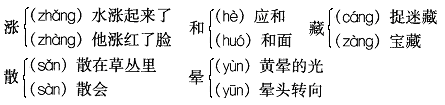 涨{(zhǎng) 水涨起来了 (zhàng) 他涨红了脸 和{(hè) 应和 (huó) 和面 藏{(cáng) 捉迷藏 (zàng) 宝藏
散{(sǎn) 散在草丛里 (sàn) 散会 晕{(yùn) 黄晕的光 (yūn) 晕头转向